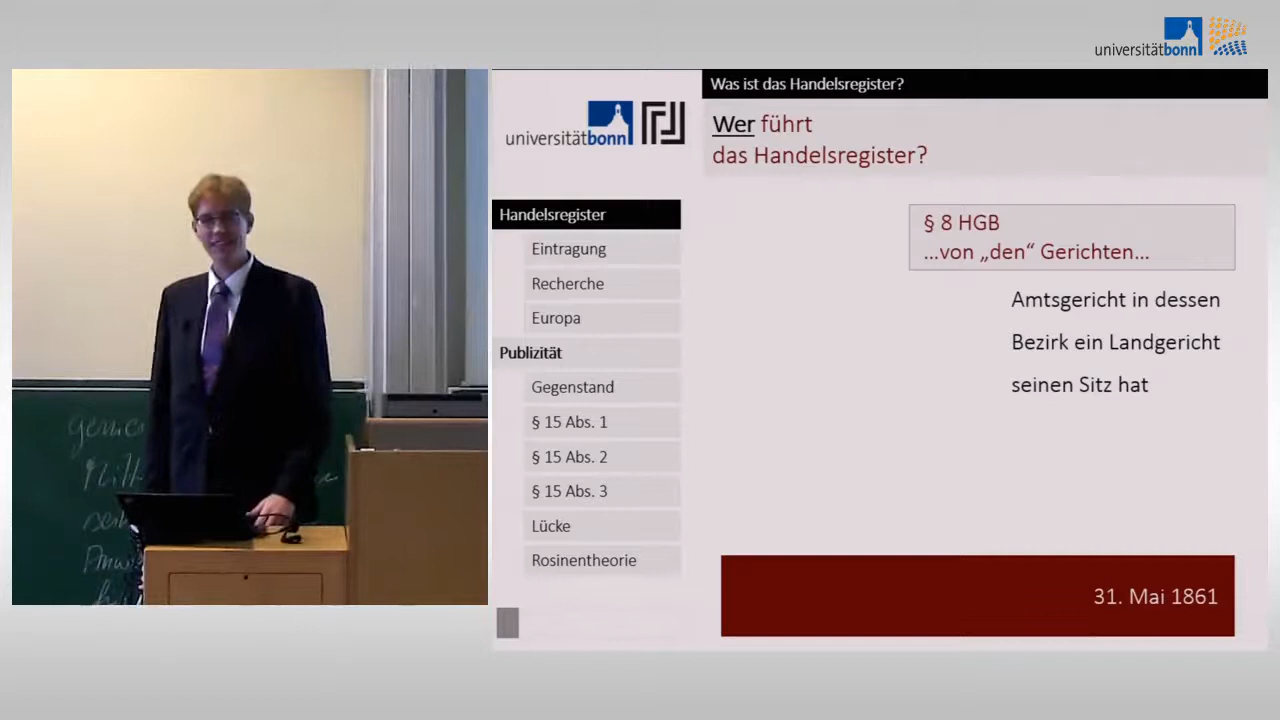 universitätbonn
Was ist das Handelsregister?
universitätbonn
Wer führt
das Handelsregister?
Handelsregister
Eintragung
Recherche
Europa
Publizität
Gegenstand
§ 15 Abs. 1
§ 15 Abs. 2
§ 15 Abs. 3
Lücke
Rosinentheorie
§ 8 HGB
...von „den“ Gerichten...
Amtsgericht in dessen
Bezirk ein Landgericht
seinen Sitz hat
31. Mai 1861